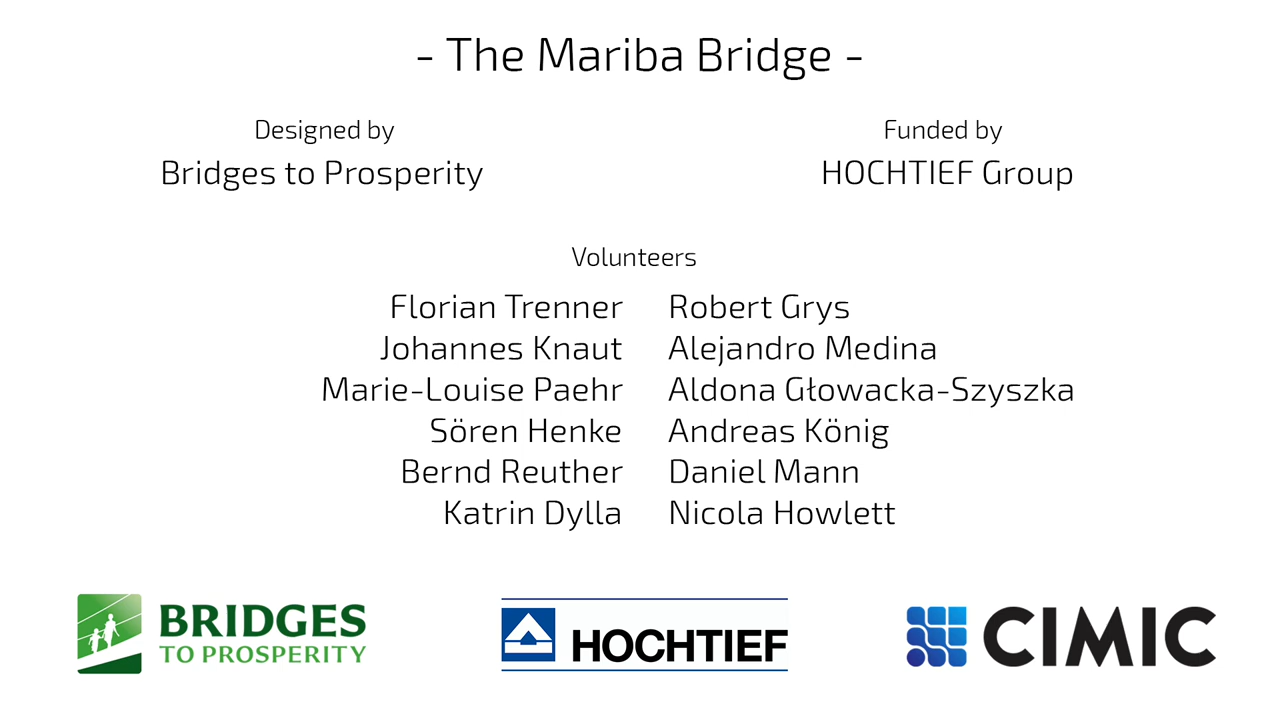 - The Mariba Bridge -
Designed by
Bridges to Prosperity
Funded by
HOCHTIEF Group
Volunteers
Florian Trenner
Johannes Knaut
Marie-Louise Paehr
Sören Henke
Bernd Reuther
Katrin Dylla
Robert Grys
Alejandro Medina
Aldona Głowacka-Szyszka
Andreas König
Daniel Mann
Nicola Howlett
BRIDGES
TO PROSPERITY
HOCHTIEF
CIMIC